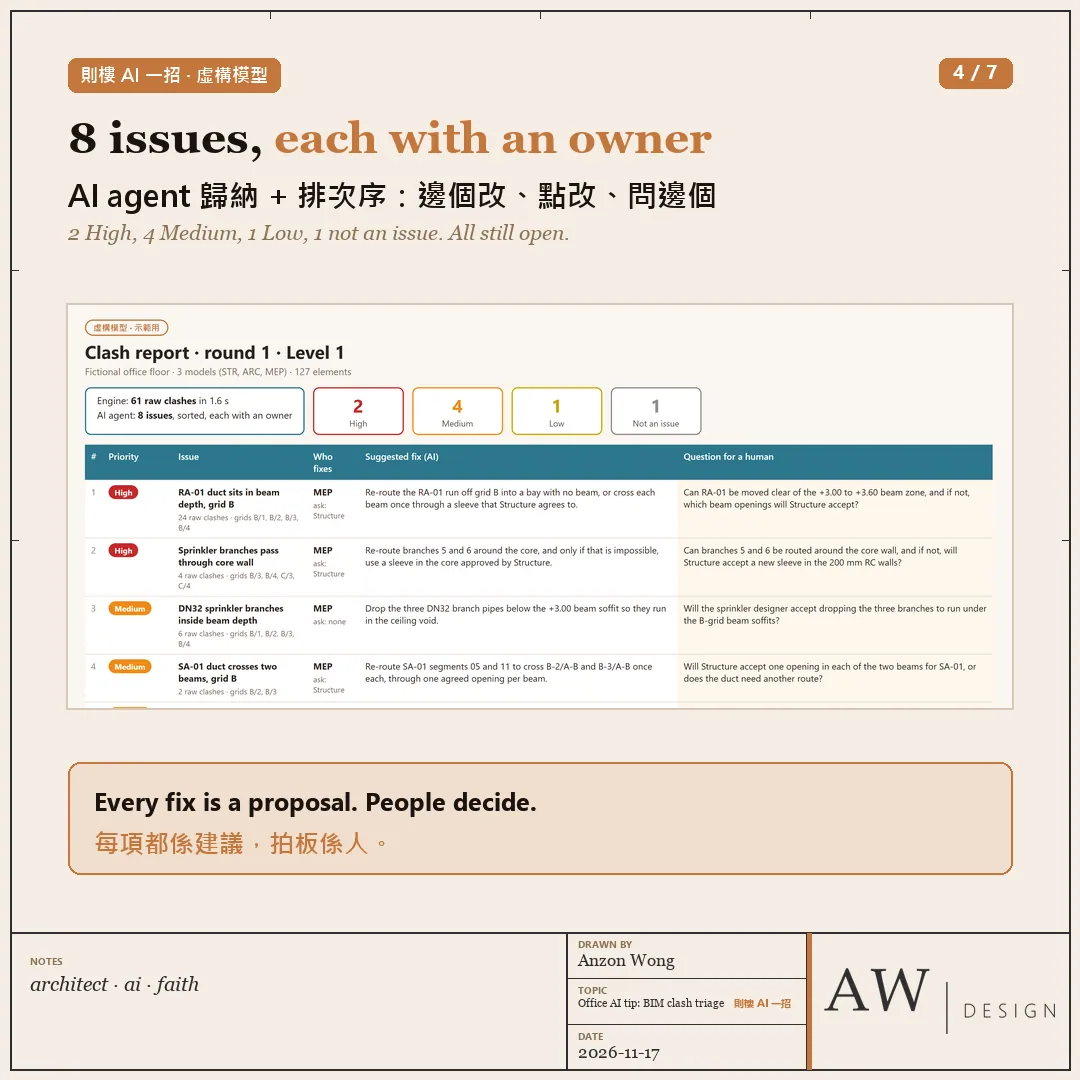 則樓 AI 一招 · 虛構模型
4 / 7
8 issues, each with an owner
AI agent 歸納 + 排次序：邊個改、點改、問邊個
2 High, 4 Medium, 1 Low, 1 not an issue. All still open.
虛構模型 · 示範用
Clash report · round 1 · Level 1
Fictional office floor · 3 models (STR, ARC, MEP) · 127 elements
Engine: 61 raw clashes in 1.6 s
AI agent: 8 issues, sorted, each with an owner
2
High
4
Medium
1
Low
1
Not an issue
# Priority Issue Who fixes Suggested fix (AI) Question for a human
1 High
RA-01 duct sits in beam
depth, grid B
24 raw clashes · grids B/1, B/2, B/3,
B/4
MEP
ask:
Structure
Re-route the RA-01 run off grid B into a bay with no beam, or cross each
beam once through a sleeve that Structure agrees to.
Can RA-01 be moved clear of the +3.00 to +3.60 beam zone, and if not,
which beam openings will Structure accept?
2 High
Sprinkler branches pass
through core wall
4 raw clashes · grids B/3, B/4, C/3,
C/4
MEP
ask:
Structure
Re-route branches 5 and 6 around the core, and only if that is impossible,
use a sleeve in the core approved by Structure.
Can branches 5 and 6 be routed around the core wall, and if not, will
Structure accept a new sleeve in the 200 mm RC walls?
3 Medium
DN32 sprinkler branches
inside beam depth
6 raw clashes · grids B/1, B/2, B/3,
B/4
MEP
ask: none
Drop the three DN32 branch pipes below the +3.00 beam soffit so they run
in the ceiling void.
Will the sprinkler designer accept dropping the three branches to run under
the B-grid beam soffits?
4 Medium
SA-01 duct crosses two
beams, grid B
2 raw clashes · grids B/2, B/3
MEP
ask:
Structure
Re-route SA-01 segments 05 and 11 to cross B-2/A-B and B-3/A-B once
each, through one agreed opening per beam.
Will Structure accept one opening in each of the two beams for SA-01, or
does the duct need another route?
Every fix is a proposal. People decide.
每項都係建議，拍板係人。
NOTES
architect · ai · faith
DRAWN BY
Anzon Wong
TOPIC
Office AI tip: BIM clash triage 則樓 AI 一招
DATE
2026-11-17
AW DESIGN